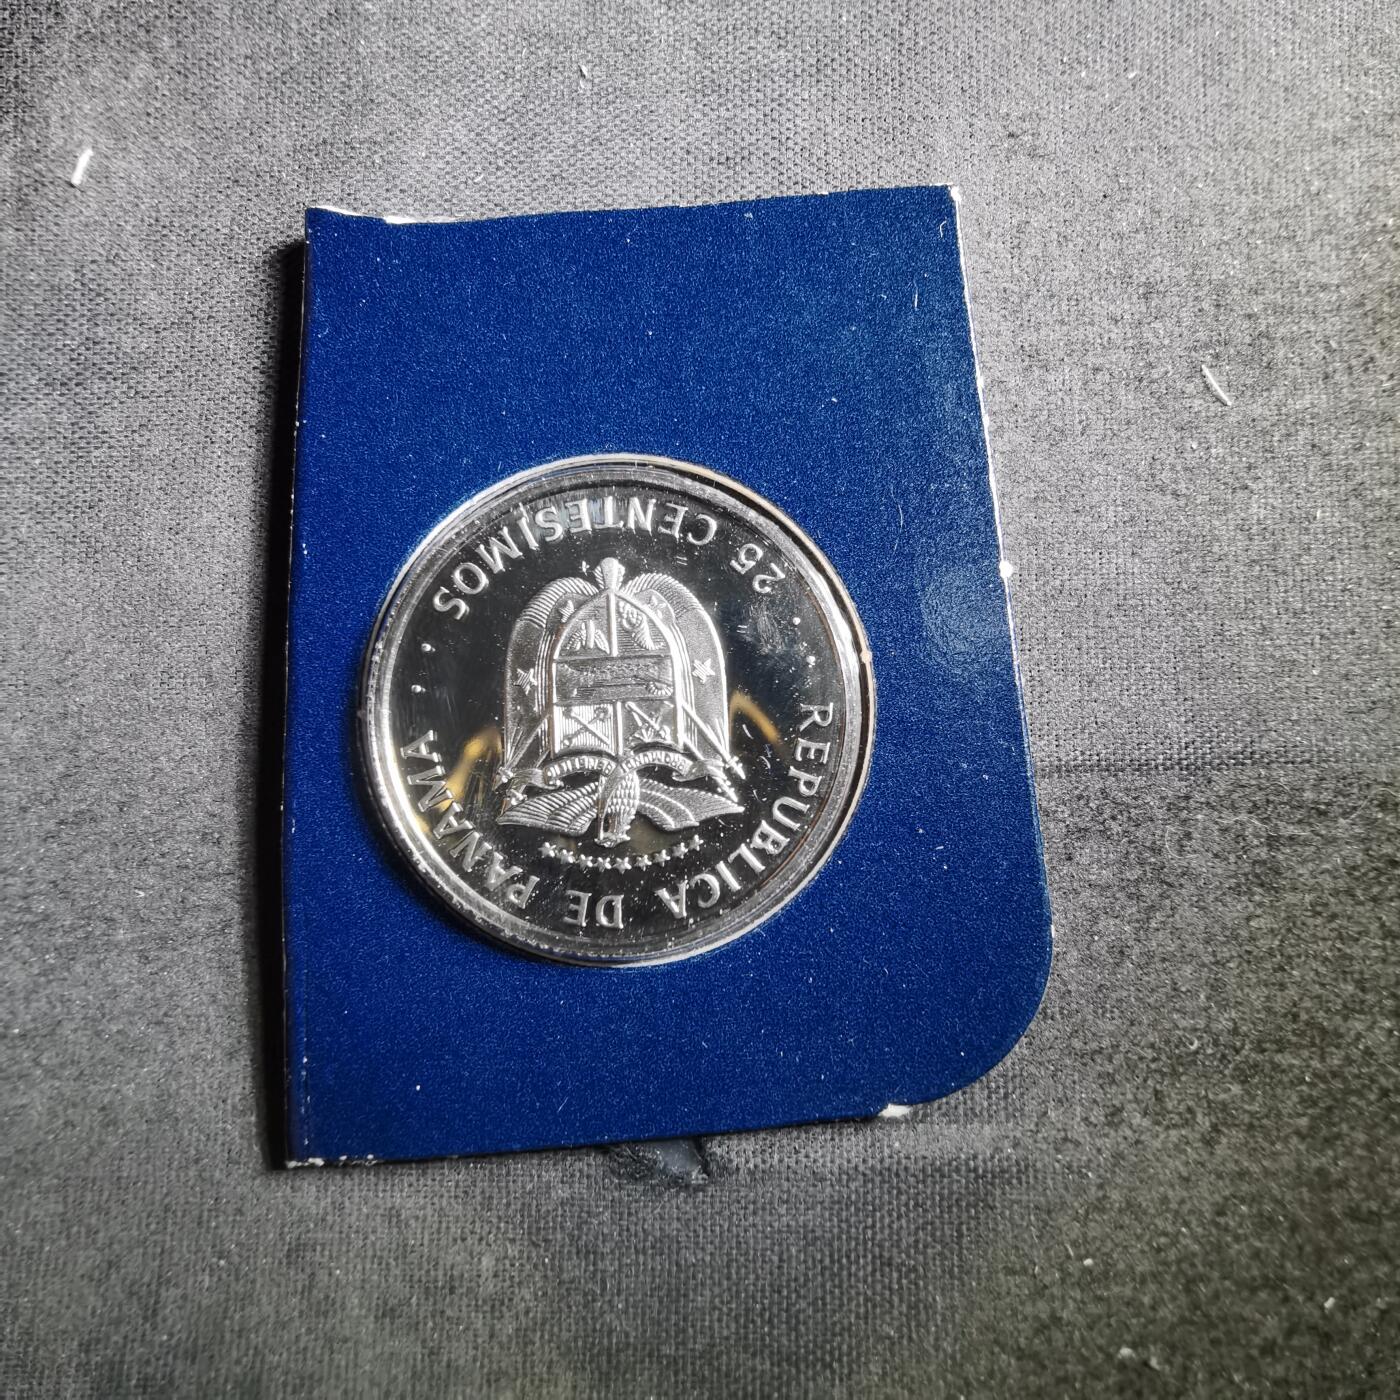 · REPUBLICA DE PANAMA ·
25 CENTESIMOS